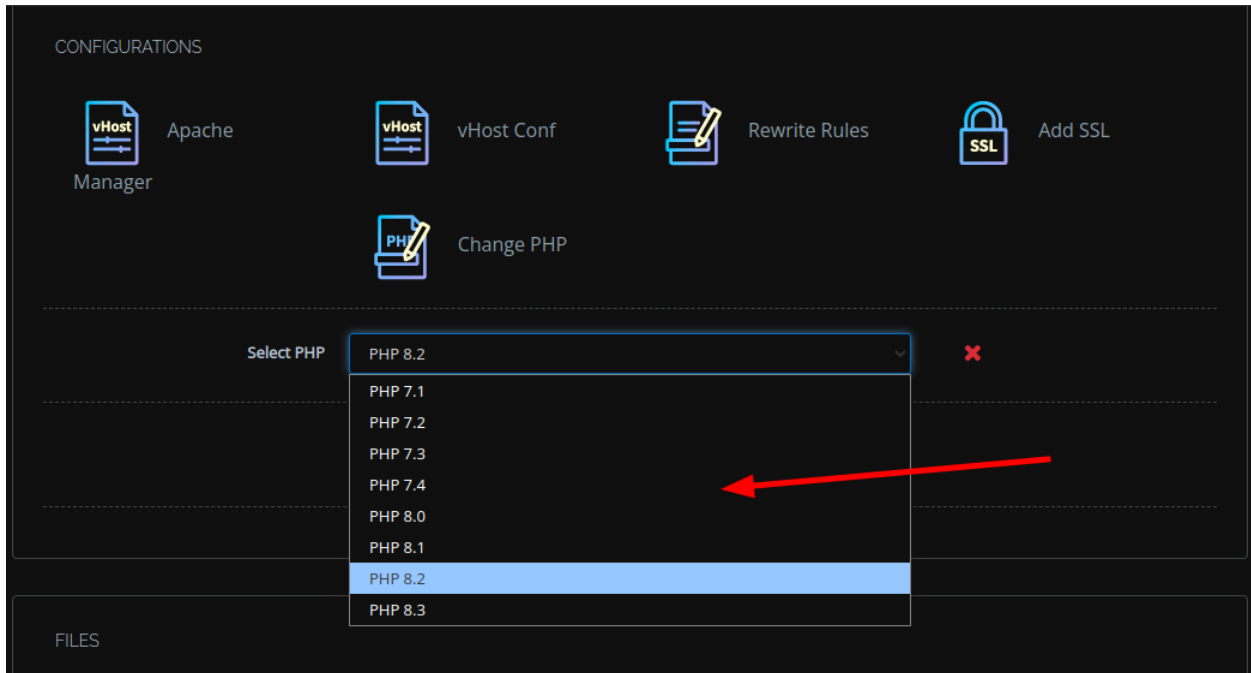 CONFIGURATIONS
vHost
Apache
Manager
vHost
vHost Conf
Rewrite Rules
SSL
Add SSL
PHP
Change PHP
Select PHP
PHP 8.2
PHP 7.1
PHP 7.2
PHP 7.3
PHP 7.4
PHP 8.0
PHP 8.1
PHP 8.2
PHP 8.3
FILES